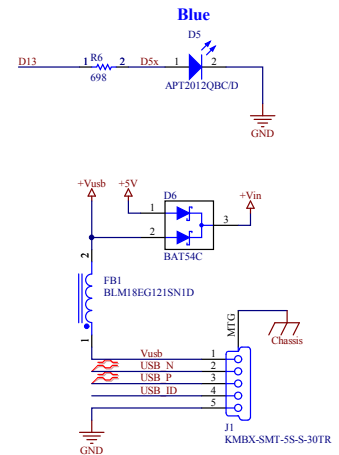 Blue
D5
D13 1 R6 2 D5x 1 2
698
APT2012QBC/D
GND
+Vusb +5V D6 +Vin
1
3
2
BAT54C
2
FB1
BLM18EG121SN1D
1
MTG
Chassis
Vusb 1
USB_N 2
USB_P 3
USB_ID 4
5
J1
KMBX-SMT-5S-S-30TR
GND